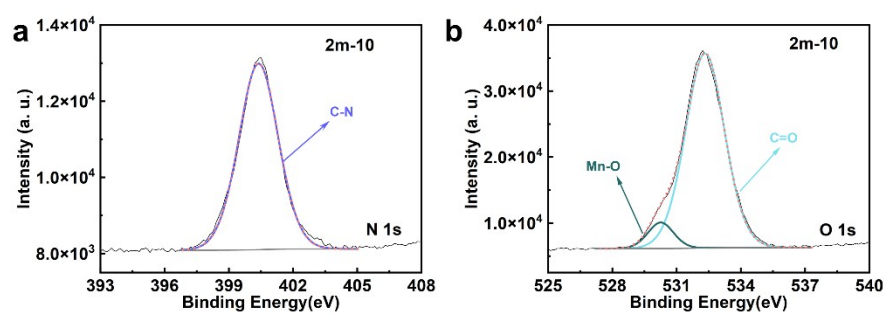 a
2m-10
1.4×10⁴
1.2×10⁴
1.0×10⁴
8.0×10³
Intensity (a. u.)
C-N
N 1s
393 396 399 402 405 408
Binding Energy(eV)
b
2m-10
4.0×10⁴
3.0×10⁴
2.0×10⁴
1.0×10⁴
Intensity (a. u.)
Mn-O
C=O
O 1s
525 528 531 534 537 540
Binding Energy(eV)